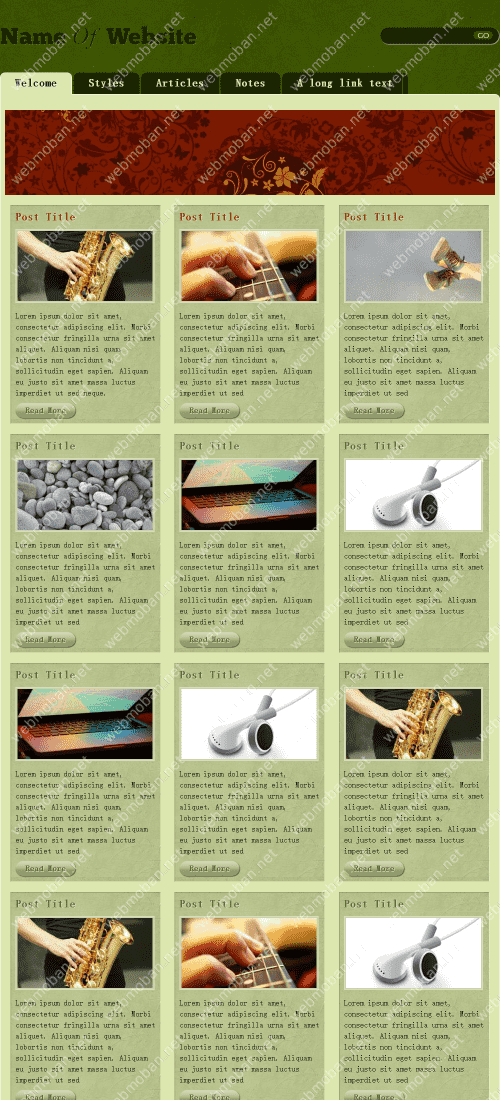 Name Of Website
GO
Welcome Styles Articles Notes A long link text
Post Title
Lorem ipsum dolor sit amet,
consectetur adipiscing elit. Morbi
consectetur fringilla urna sit amet
aliquet. Aliquam nisi quam,
lobortis non tincidunt a,
sollicitudin eget sapien. Aliquam
eu justo sit amet massa luctus
imperdiet ut sed neque.
Read More
Post Title
Lorem ipsum dolor sit amet,
consectetur adipiscing elit. Morbi
consectetur fringilla urna sit amet
aliquet. Aliquam nisi quam,
lobortis non tincidunt a,
sollicitudin eget sapien. Aliquam
eu justo sit amet massa luctus
imperdiet ut sed
Read More
Post Title
Lorem ipsum dolor sit amet,
consectetur adipiscing elit. Morbi
consectetur fringilla urna sit amet
aliquet. Aliquam nisi quam,
lobortis non tincidunt a,
sollicitudin eget sapien. Aliquam
eu justo sit amet massa luctus
imperdiet ut sed
Read More
Post Title
Lorem ipsum dolor sit amet,
consectetur adipiscing elit. Morbi
consectetur fringilla urna sit amet
aliquet. Aliquam nisi quam,
lobortis non tincidunt a,
sollicitudin eget sapien. Aliquam
eu justo sit amet massa luctus
imperdiet ut sed
Read More
Post Title
Lorem ipsum dolor sit amet,
consectetur adipiscing elit. Morbi
consectetur fringilla urna sit amet
aliquet. Aliquam nisi quam,
lobortis non tincidunt a,
sollicitudin eget sapien. Aliquam
eu justo sit amet massa luctus
imperdiet ut sed
Read More
Post Title
Lorem ipsum dolor sit amet,
consectetur adipiscing elit. Morbi
consectetur fringilla urna sit amet
aliquet. Aliquam nisi quam,
lobortis non tincidunt a,
sollicitudin eget sapien. Aliquam
eu justo sit amet massa luctus
imperdiet ut sed
Read More
Post Title
Lorem ipsum dolor sit amet,
consectetur adipiscing elit. Morbi
consectetur fringilla urna sit amet
aliquet. Aliquam nisi quam,
lobortis non tincidunt a,
sollicitudin eget sapien. Aliquam
eu justo sit amet massa luctus
imperdiet ut sed
Read More
Post Title
Lorem ipsum dolor sit amet,
consectetur adipiscing elit. Morbi
consectetur fringilla urna sit amet
aliquet. Aliquam nisi quam,
lobortis non tincidunt a,
sollicitudin eget sapien. Aliquam
eu justo sit amet massa luctus
imperdiet ut sed
Read More
Post Title
Lorem ipsum dolor sit amet,
consectetur adipiscing elit. Morbi
consectetur fringilla urna sit amet
aliquet. Aliquam nisi quam,
lobortis non tincidunt a,
sollicitudin eget sapien. Aliquam
eu justo sit amet massa luctus
imperdiet ut sed
Read More
Post Title
Lorem ipsum dolor sit amet,
consectetur adipiscing elit. Morbi
consectetur fringilla urna sit amet
aliquet. Aliquam nisi quam,
lobortis non tincidunt a,
sollicitudin eget sapien. Aliquam
eu justo sit amet massa luctus
imperdiet ut sed
Read More
Post Title
Lorem ipsum dolor sit amet,
consectetur adipiscing elit. Morbi
consectetur fringilla urna sit amet
aliquet. Aliquam nisi quam,
lobortis non tincidunt a,
sollicitudin eget sapien. Aliquam
eu justo sit amet massa luctus
imperdiet ut sed
Read More
Post Title
Lorem ipsum dolor sit amet,
consectetur adipiscing elit. Morbi
consectetur fringilla urna sit amet
aliquet. Aliquam nisi quam,
lobortis non tincidunt a,
sollicitudin eget sapien. Aliquam
eu justo sit amet massa luctus
imperdiet ut sed
Read More
webmoban.net